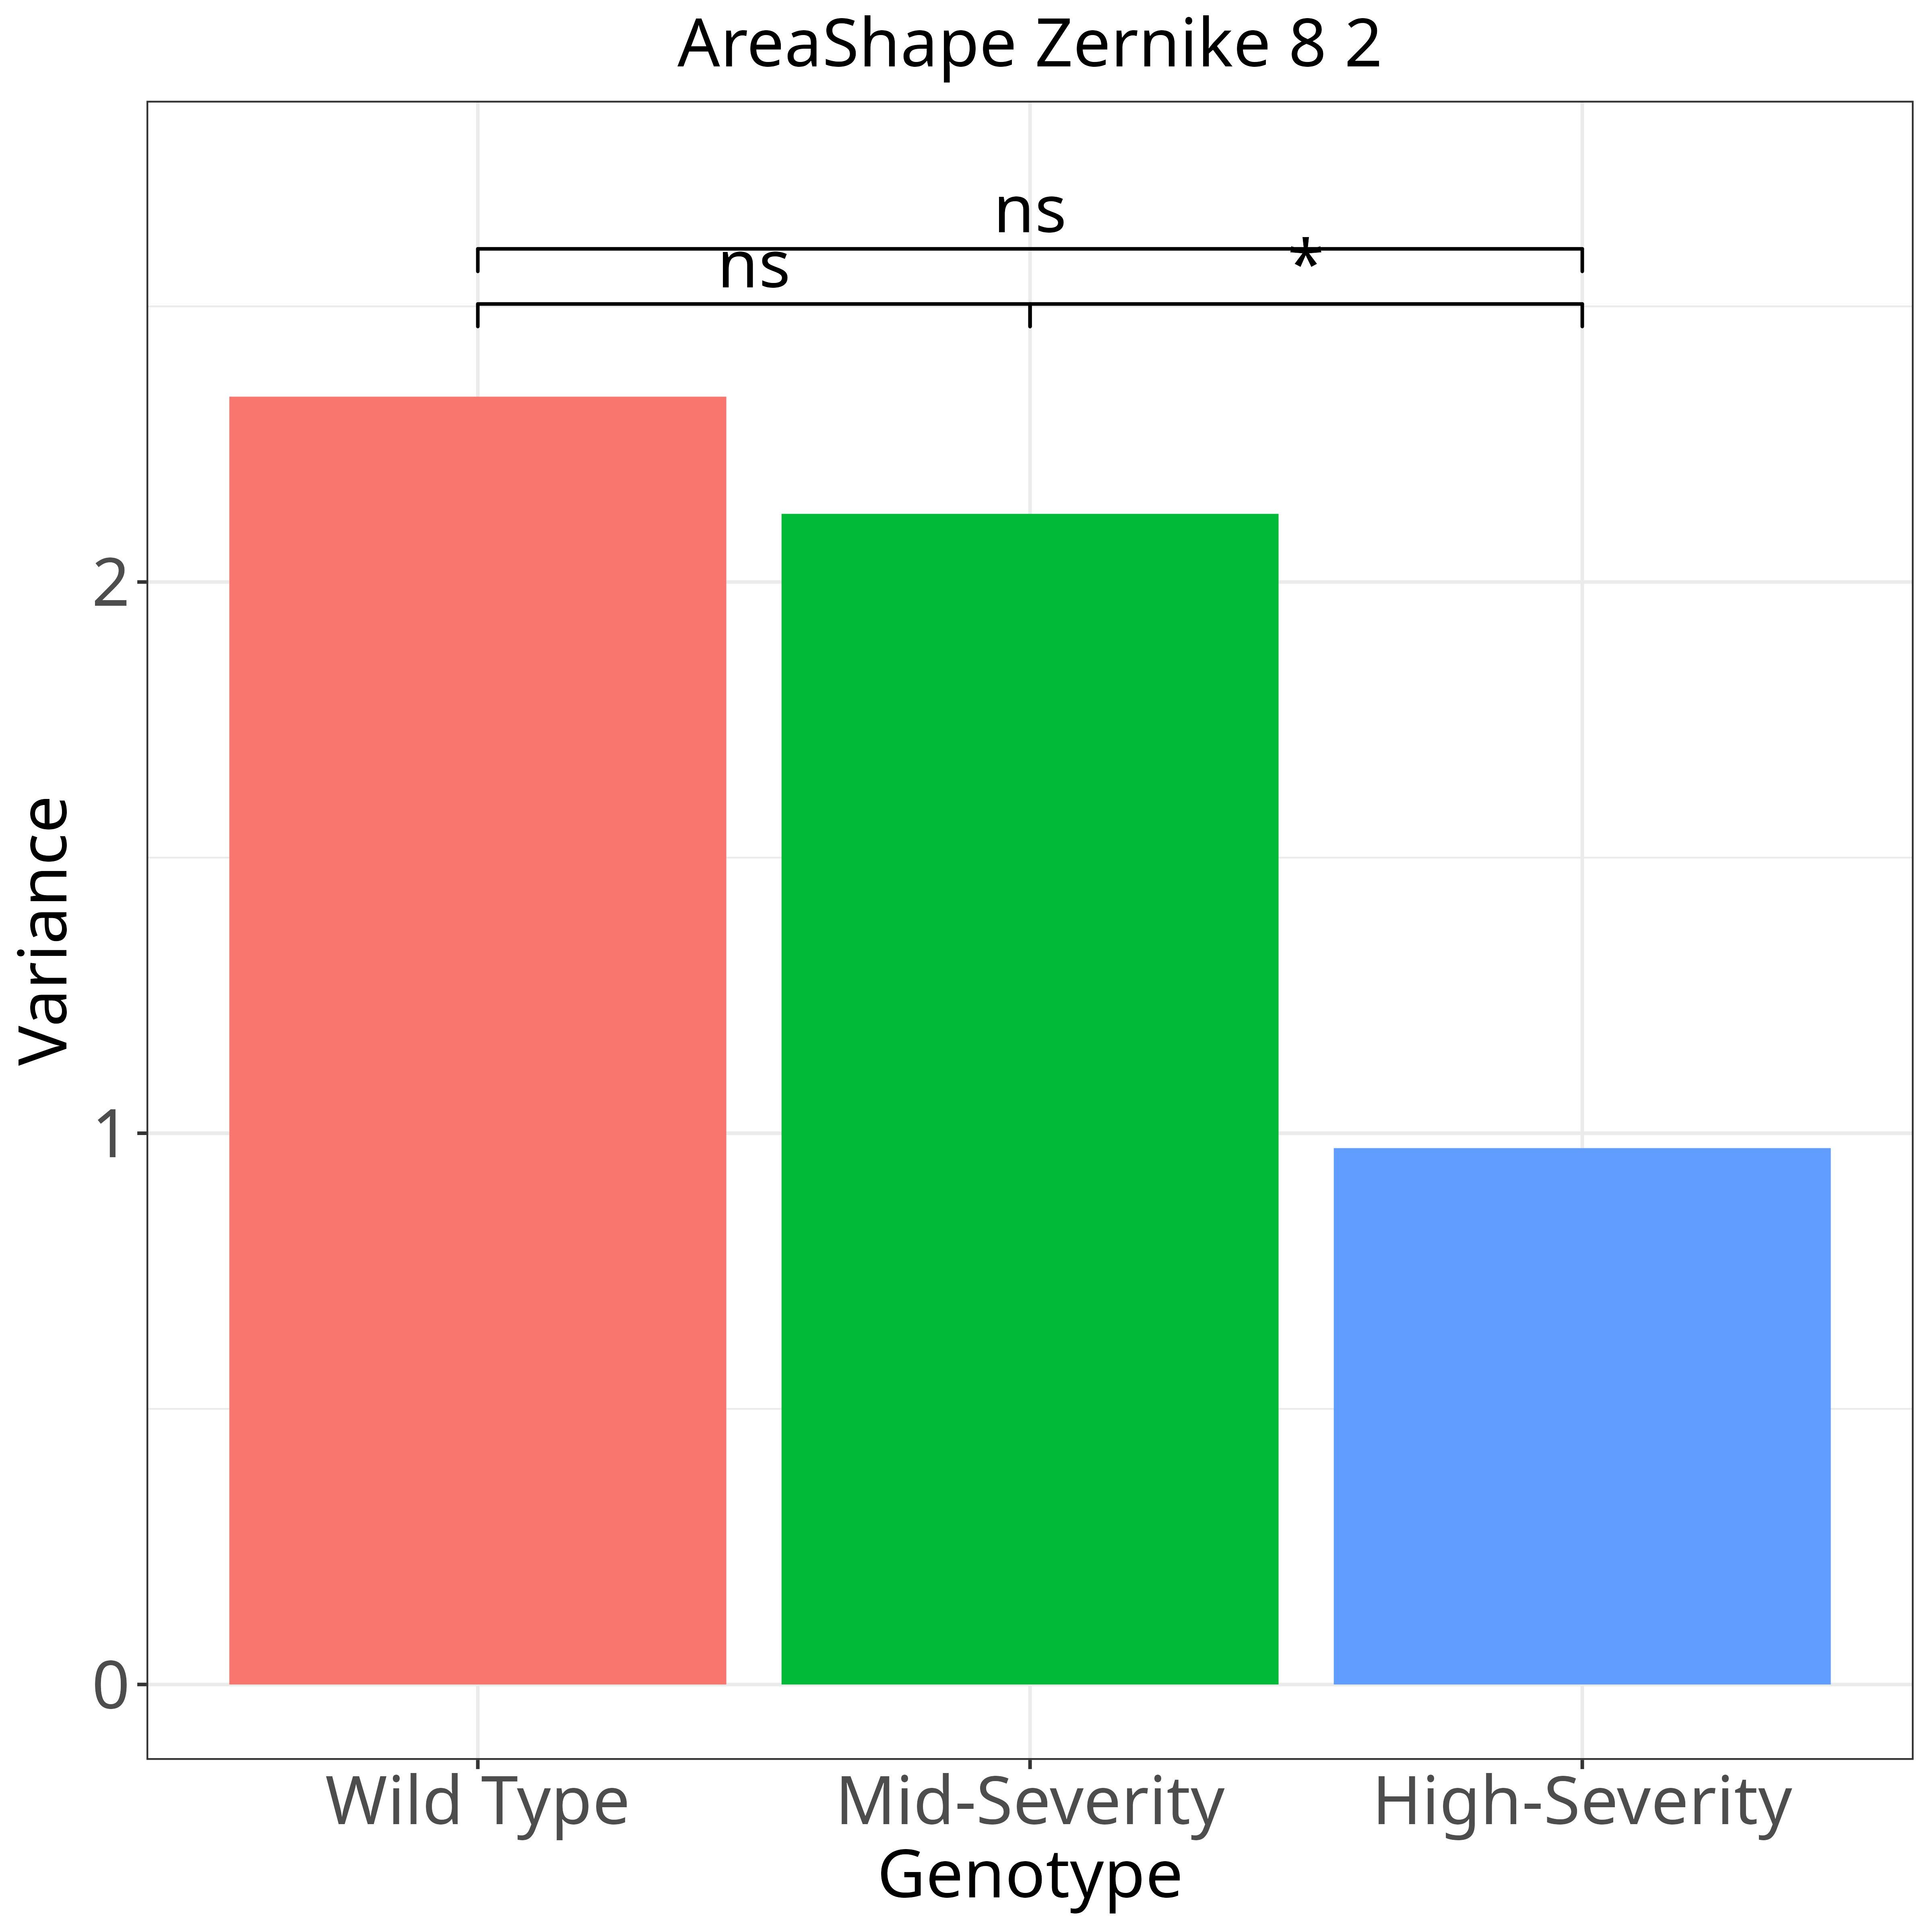 AreaShape Zernike 8 2
ns
ns *
Variance
2
1
0
Wild Type Mid-Severity High-Severity
Genotype